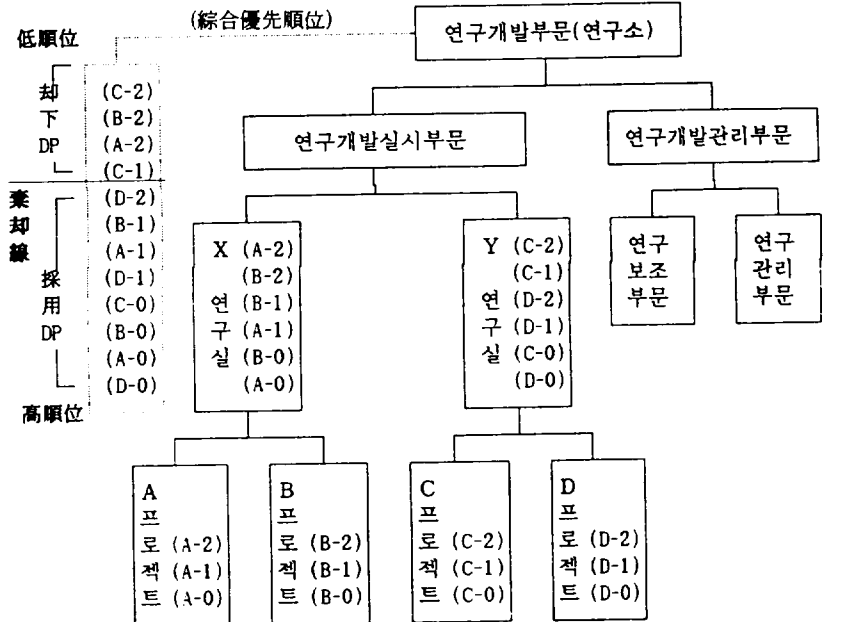 (綜合優先順位)
低順位
연구개발부문(연구소)
却下DP
(C-2)
(B-2)
(A-2)
(C-1)
棄却線
(D-2)
(B-1)
(A-1)
(D-1)
(C-0)
(B-0)
(A-0)
(D-0)
採用DP
高順位
연구개발실시부문
연구개발관리부문
X (A-2)
(B-2)
연 (B-1)
구 (A-1)
실 (B-0)
(A-0)
Y (C-2)
(C-1)
연 (D-2)
구 (D-1)
실 (C-0)
(D-0)
연구
보조
부문
연구
관리
부문
A
프
로 (A-2)
젝 (A-1)
트 (A-0)
B
프
로 (B-2)
젝 (B-1)
트 (B-0)
C
프
로 (C-2)
젝 (C-1)
트 (C-0)
D
프
로 (D-2)
젝 (D-1)
트 (D-0)